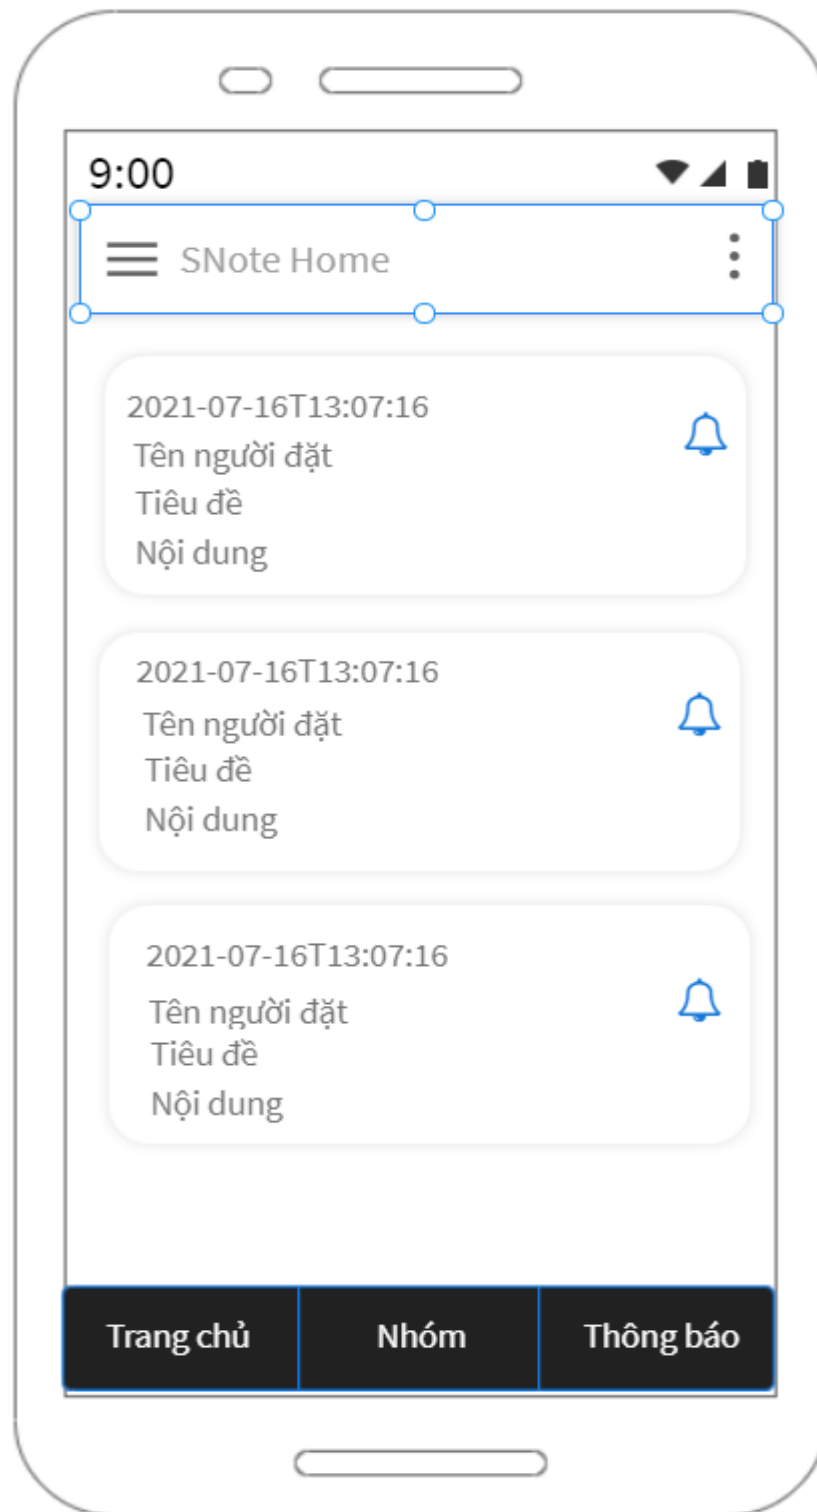 9:00
SNote Home
2021-07-16T13:07:16
Tên người đặt
Tiêu đề
Nội dung
2021-07-16T13:07:16
Tên người đặt
Tiêu đề
Nội dung
2021-07-16T13:07:16
Tên người đặt
Tiêu đề
Nội dung
Trang chủ
Nhóm
Thông báo